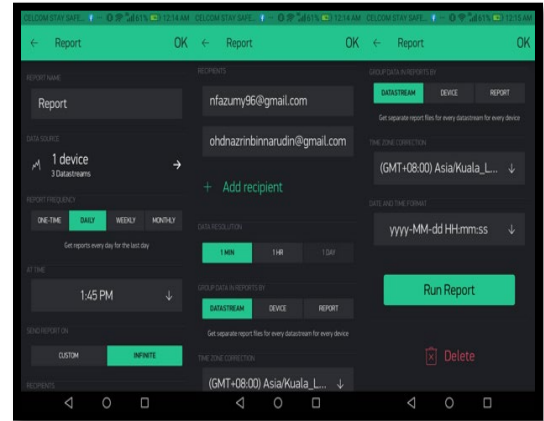 CELCOM STAY SAFE... 61% 12:14 AM
← Report OK
REPORT NAME
Report
DATA SOURCE
1 device
3 Datastreams
REPORT FREQUENCY
ONE-TIME DAILY WEEKLY MONTHLY
Get reports every day for the last day
AT TIME
1:45 PM
SEND REPORT ON
CUSTOM INFINITE
RECIPIENTS
CELCOM STAY SAFE... 61% 12:14 AM
← Report OK
RECIPIENTS
nfazumy96@gmail.com
ohdnazrinbinnarudin@gmail.com
+ Add recipient
DATA RESOLUTION
1 MIN 1 HR 1 DAY
GROUP DATA IN REPORTS BY
DATASTREAM DEVICE REPORT
Get separate report files for every datastream for every device
TIME ZONE CORRECTION
(GMT+08:00) Asia/Kuala_L...
CELCOM STAY SAFE... 61% 12:15 AM
← Report OK
GROUP DATA IN REPORTS BY
DATASTREAM DEVICE REPORT
Get separate report files for every datastream for every device
TIME ZONE CORRECTION
(GMT+08:00) Asia/Kuala_L...
DATE AND TIME FORMAT
yyyy-MM-dd HH:mm:ss
Run Report
Delete